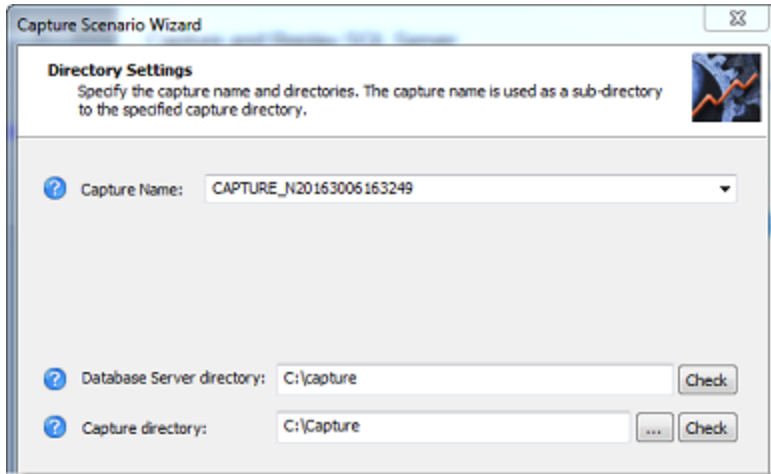 Capture Scenario Wizard
Directory Settings
Specify the capture name and directories. The capture name is used as a sub-directory
to the specified capture directory.
Capture Name: CAPTURE_N20163006163249
Database Server directory: C:\capture Check
Capture directory: C:\Capture ... Check